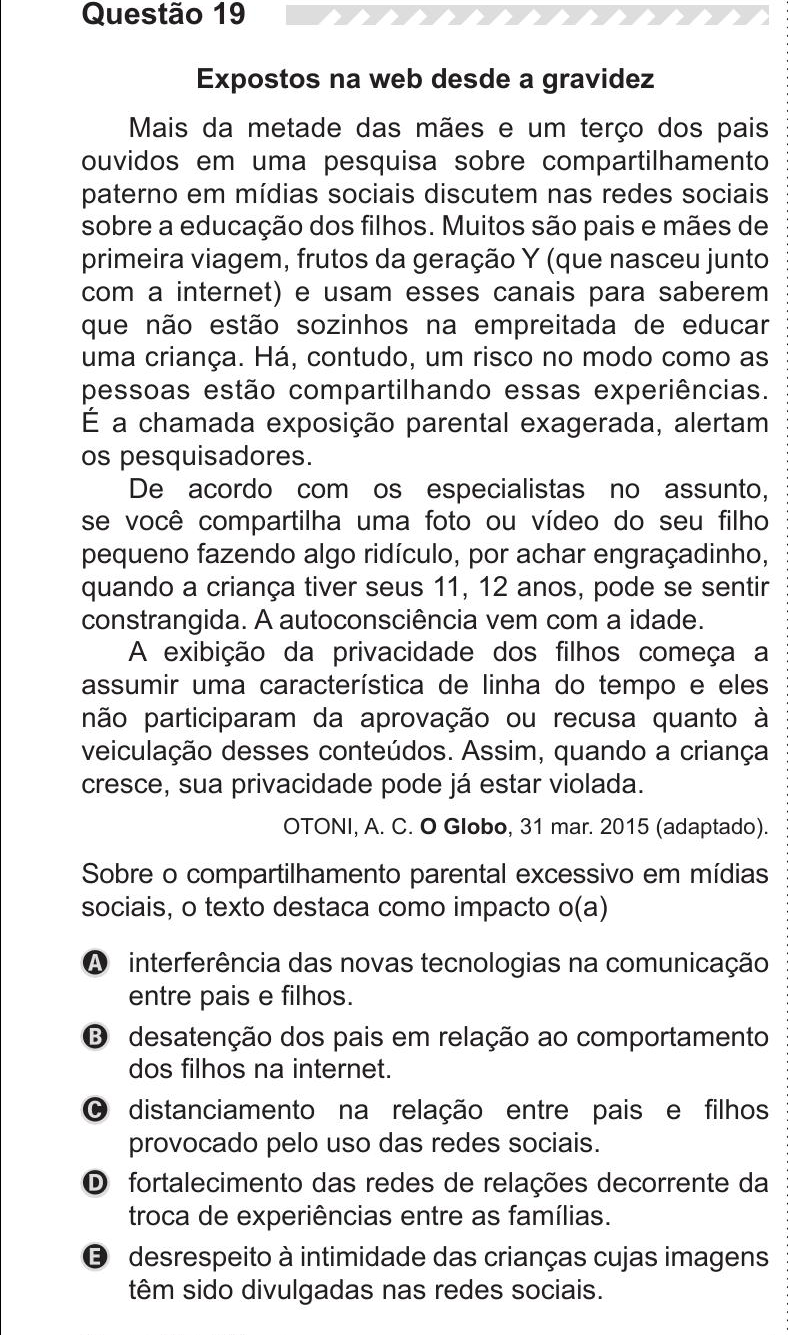 Questão 19
Expostos na web desde a gravidez
Mais da metade das mães e um terço dos pais
ouvidos em uma pesquisa sobre compartilhamento
paterno em mídias sociais discutem nas redes sociais
sobre a educação dos filhos. Muitos são pais e mães de
primeira viagem, frutos da geração Y (que nasceu junto
com a internet) e usam esses canais para saberem
que não estão sozinhos na empreitada de educar
uma criança. Há, contudo, um risco no modo como as
pessoas estão compartilhando essas experiências.
É a chamada exposição parental exagerada, alertam
os pesquisadores.
De acordo com os especialistas no assunto,
se você compartilha uma foto ou vídeo do seu filho
pequeno fazendo algo ridículo, por achar engraçadinho,
quando a criança tiver seus 11, 12 anos, pode se sentir
constrangida. A autoconsciência vem com a idade.
A exibição da privacidade dos filhos começa a
assumir uma característica de linha do tempo e eles
não participaram da aprovação ou recusa quanto à
veiculação desses conteúdos. Assim, quando a criança
cresce, sua privacidade pode já estar violada.
OTONI, A. C. O Globo, 31 mar. 2015 (adaptado).
Sobre o compartilhamento parental excessivo em mídias
sociais, o texto destaca como impacto o(a)
A interferência das novas tecnologias na comunicação
entre pais e filhos.
B desatenção dos pais em relação ao comportamento
dos filhos na internet.
C distanciamento na relação entre pais e filhos
provocado pelo uso das redes sociais.
D fortalecimento das redes de relações decorrente da
troca de experiências entre as famílias.
E desrespeito à intimidade das crianças cujas imagens
têm sido divulgadas nas redes sociais.